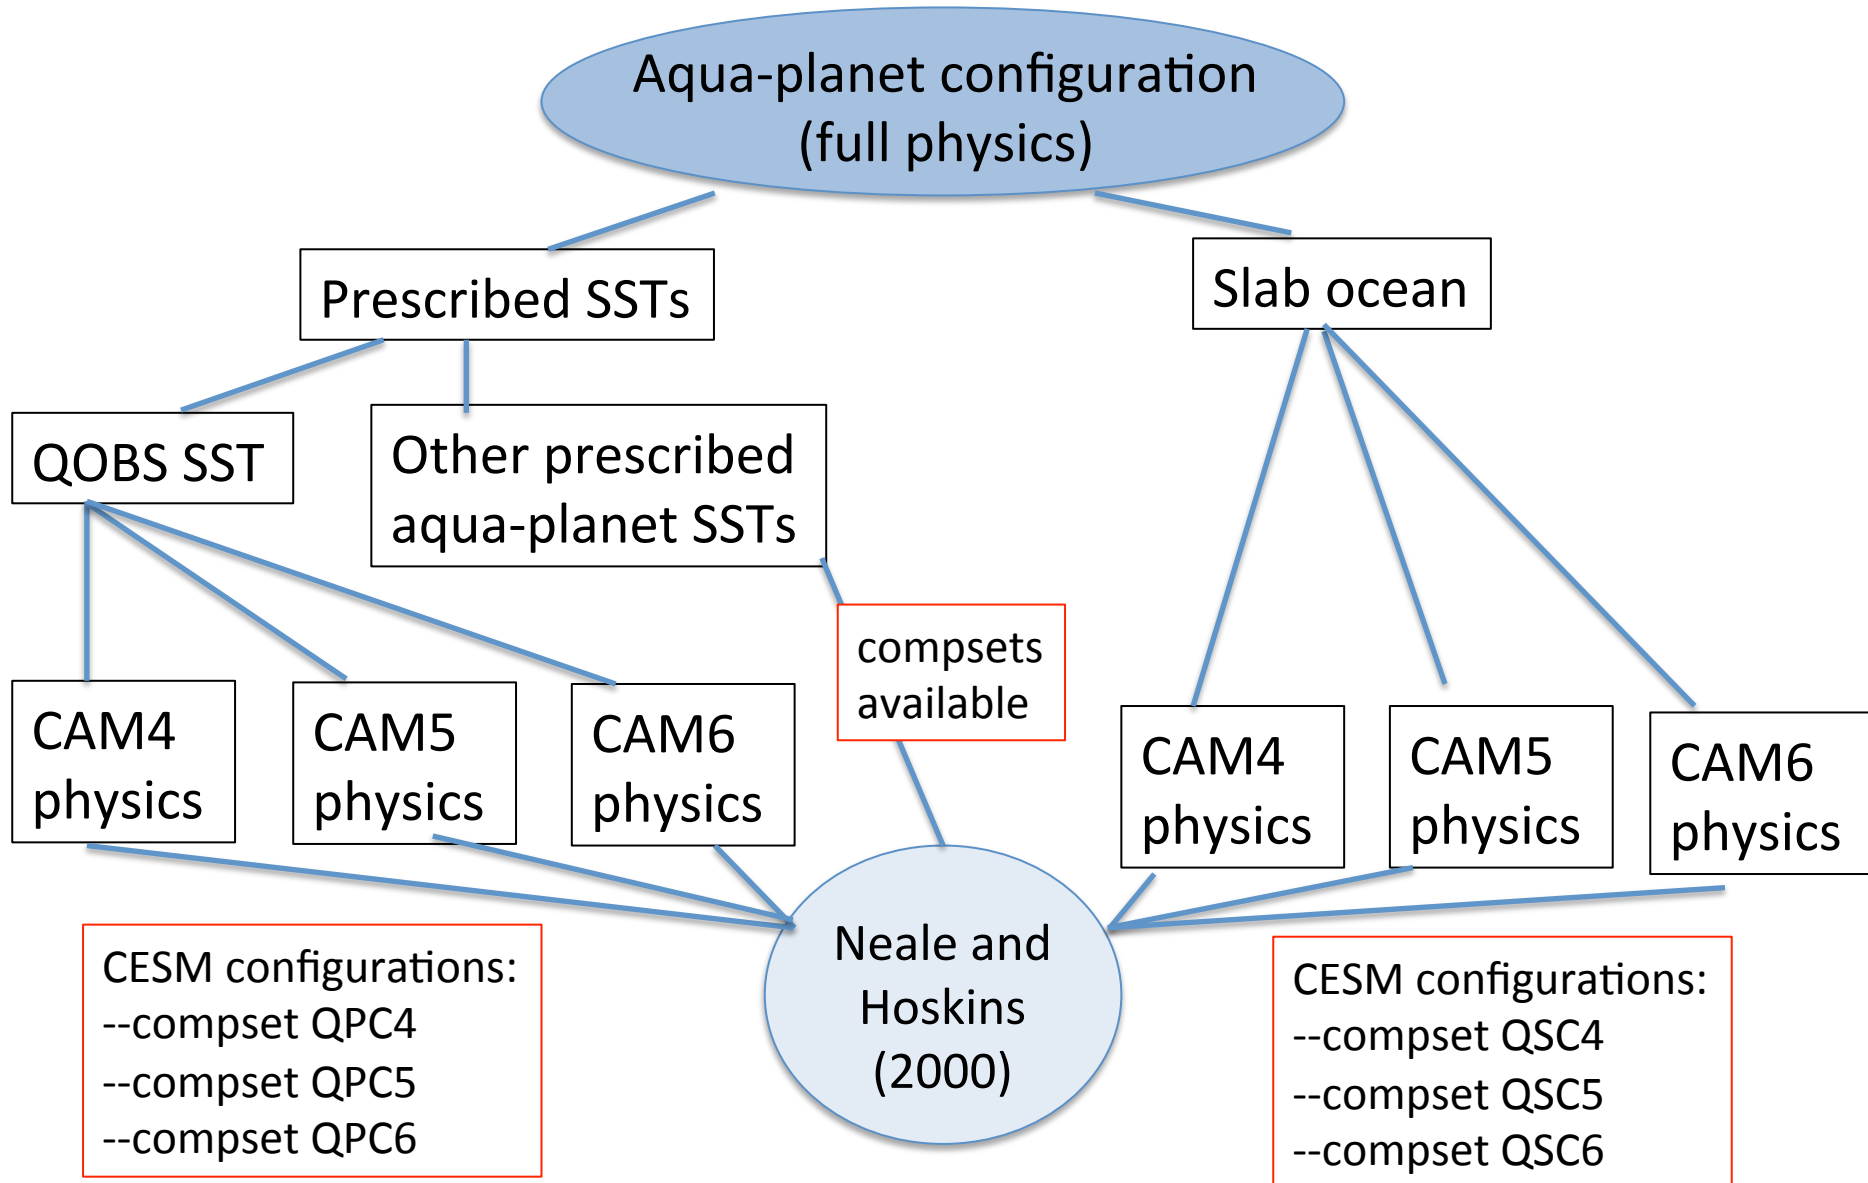 Aqua-planet configuration
(full physics)
Prescribed SSTs
Slab ocean
QOBS SST
Other prescribed
aqua-planet SSTs
compsets
available
CAM4
physics
CAM5
physics
CAM6
physics
CAM4
physics
CAM5
physics
CAM6
physics
CESM configurations:
--compset QPC4
--compset QPC5
--compset QPC6
Neale and
Hoskins
(2000)
CESM configurations:
--compset QSC4
--compset QSC5
--compset QSC6